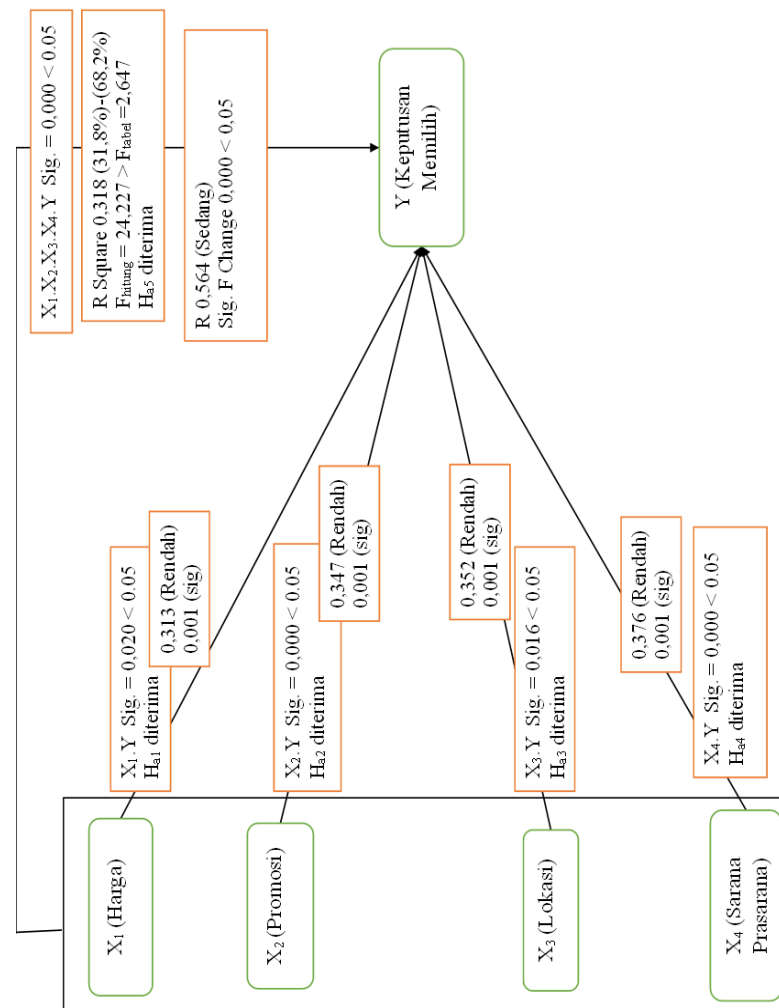 X₁.X₂.X₃.X₄.Y Sig. = 0,000 < 0.05
R Square 0,318 (31,8%)-(68,2%)
Fhitung = 24,227 > Ftabel =2,647
Ha5 diterima
R 0,564 (Sedang)
Sig. F Change 0,000 < 0,05
X₁ (Harga)
X₁.Y Sig. = 0,020 < 0.05
Ha1 diterima
0,313 (Rendah)
0,001 (sig)
X₂ (Promosi)
X₂.Y Sig. = 0,000 < 0.05
Ha2 diterima
0,347 (Rendah)
0,001 (sig)
X₃ (Lokasi)
X₃.Y Sig. = 0,016 < 0.05
Ha3 diterima
0,352 (Rendah)
0,001 (sig)
X₄ (Sarana
Prasarana)
X₄.Y Sig. = 0,000 < 0.05
Ha4 diterima
0,376 (Rendah)
0,001 (sig)
Y (Keputusan
Memilih)